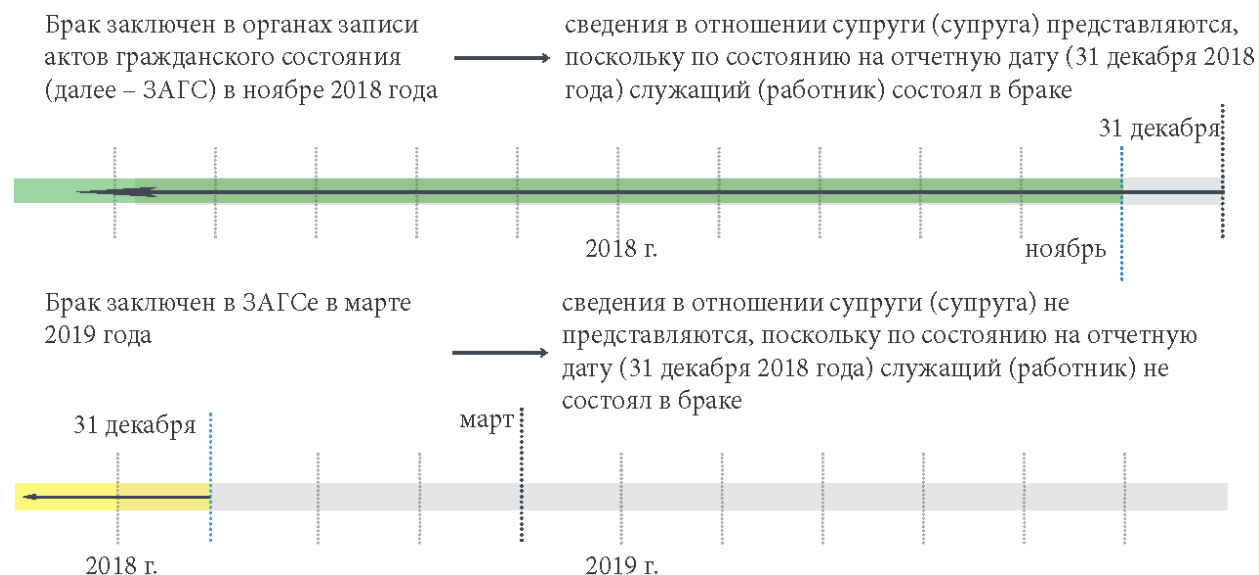 Брак заключен в органах записи
актов гражданского состояния
(далее – ЗАГС) в ноябре 2018 года
сведения в отношении супруги (супруга) представляются,
поскольку по состоянию на отчетную дату (31 декабря 2018
года) служащий (работник) состоял в браке
31 декабря
2018 г.
ноябрь
Брак заключен в ЗАГСе в марте
2019 года
сведения в отношении супруги (супруга) не
представляются, поскольку по состоянию на отчетную
дату (31 декабря 2018 года) служащий (работник) не
состоял в браке
31 декабря
март
2018 г.
2019 г.